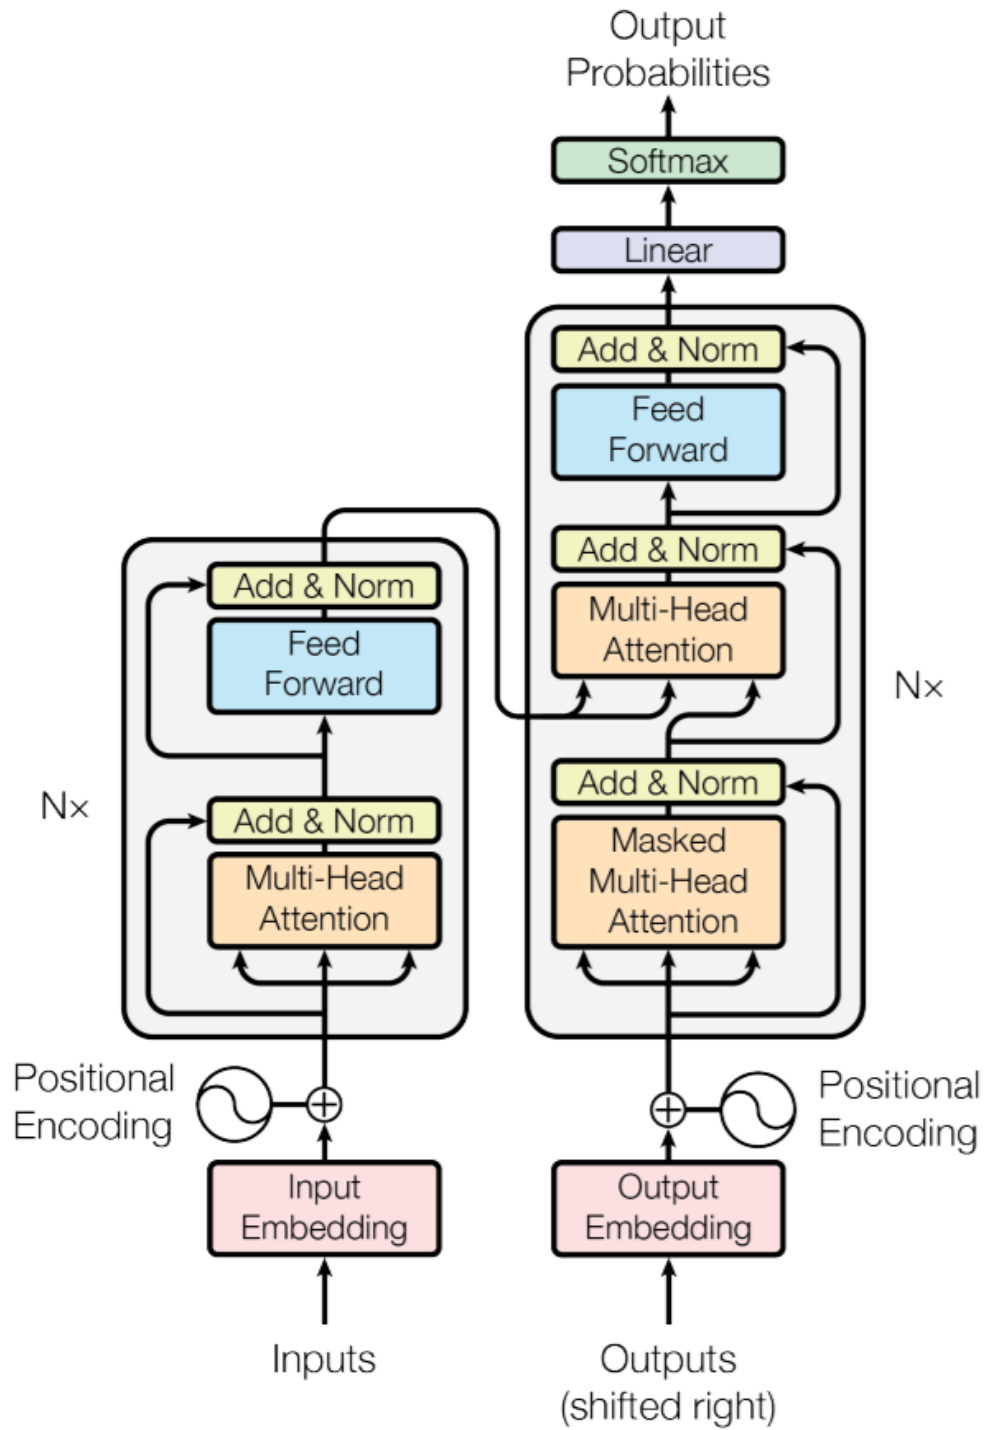 Output
Probabilities
Softmax
Linear
Add & Norm
Feed
Forward
Add & Norm
Multi-Head
Attention
N×
Add & Norm
Masked
Multi-Head
Attention
Add & Norm
Feed
Forward
N×
Add & Norm
Multi-Head
Attention
Positional
Encoding
Positional
Encoding
Input
Embedding
Output
Embedding
Inputs
Outputs
(shifted right)